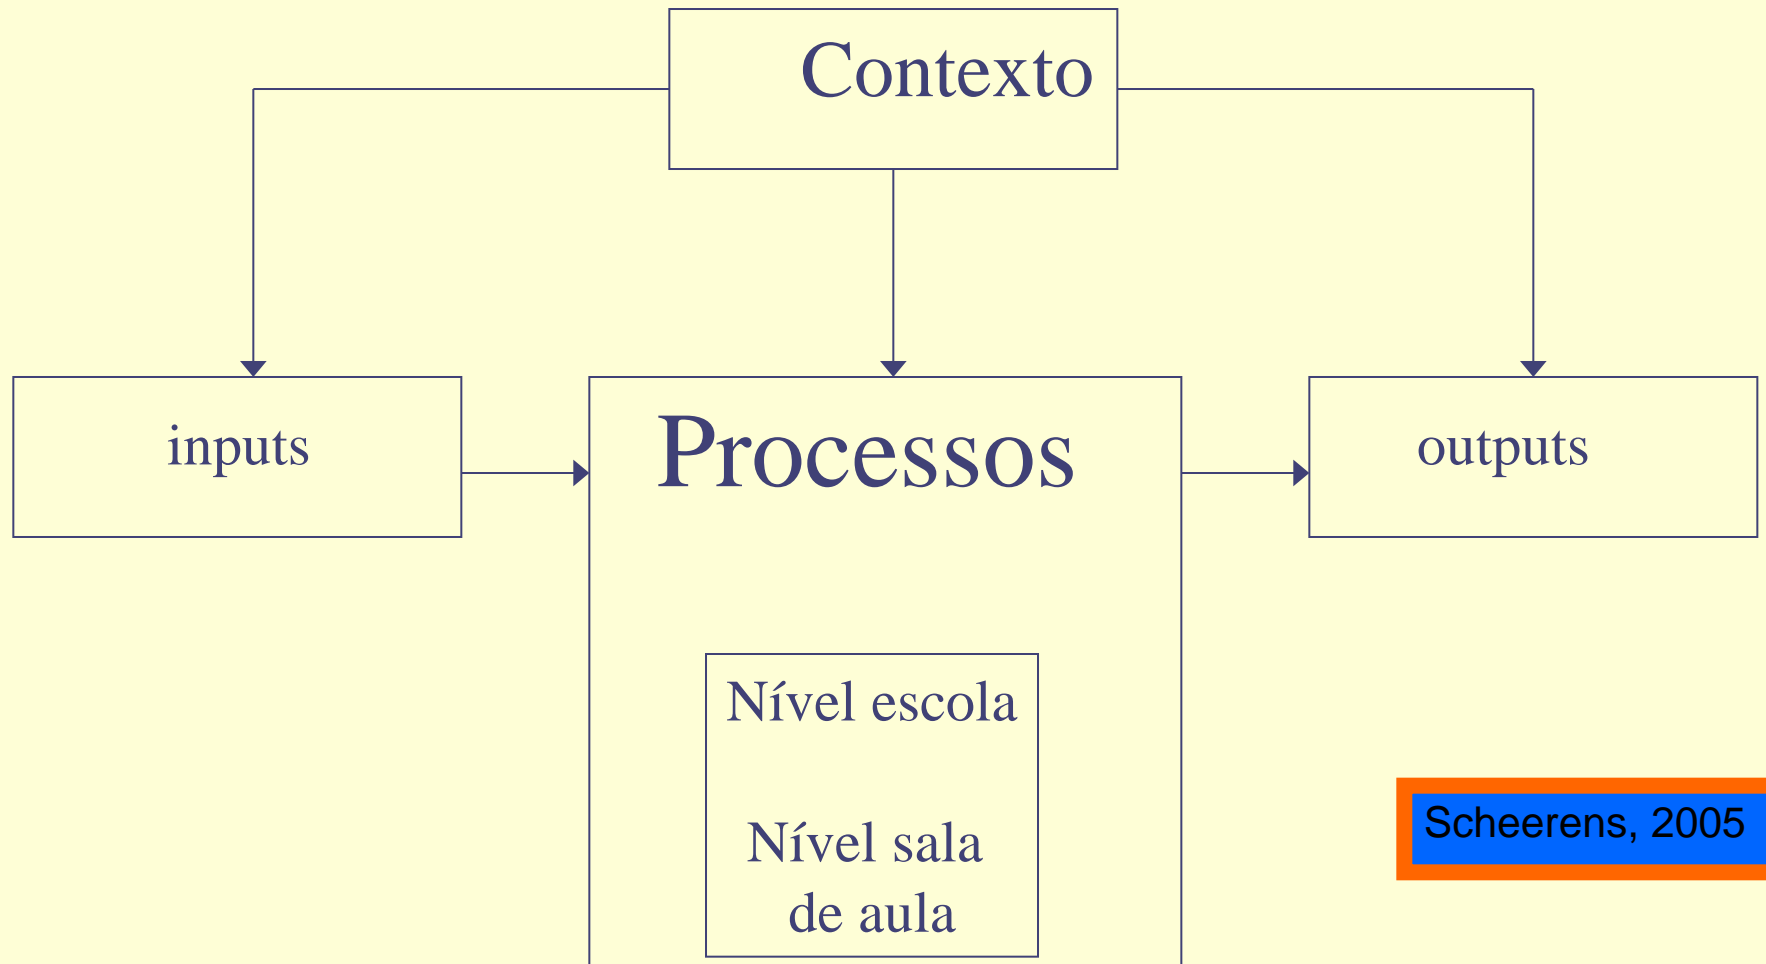 Contexto
inputs
Processos
outputs
Nível escola
Nível sala
de aula
Scheerens, 2005